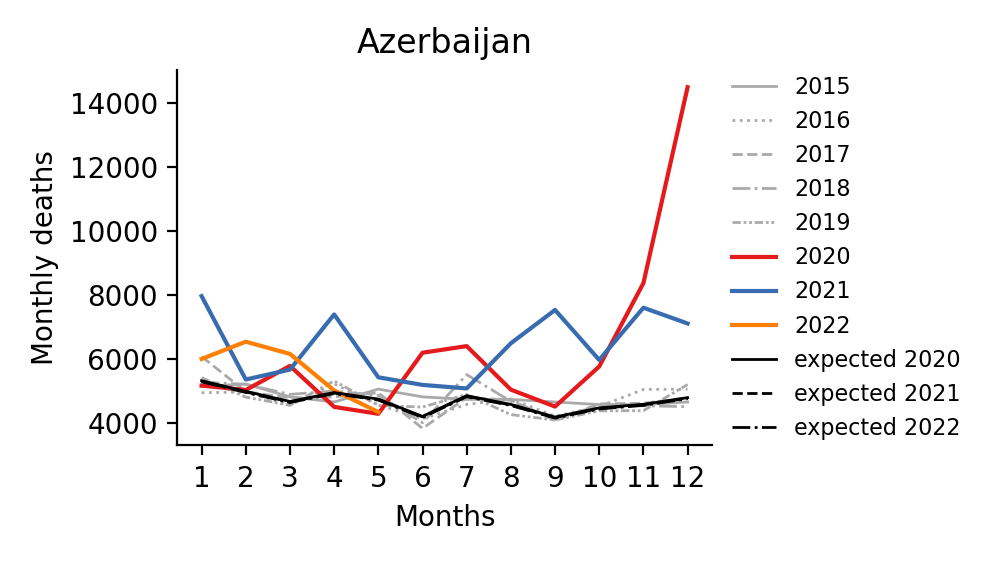 Azerbaijan
Monthly deaths
14000
12000
10000
8000
6000
4000
1 2 3 4 5 6 7 8 9 10 11 12
Months
2015
2016
2017
2018
2019
2020
2021
2022
expected 2020
expected 2021
expected 2022